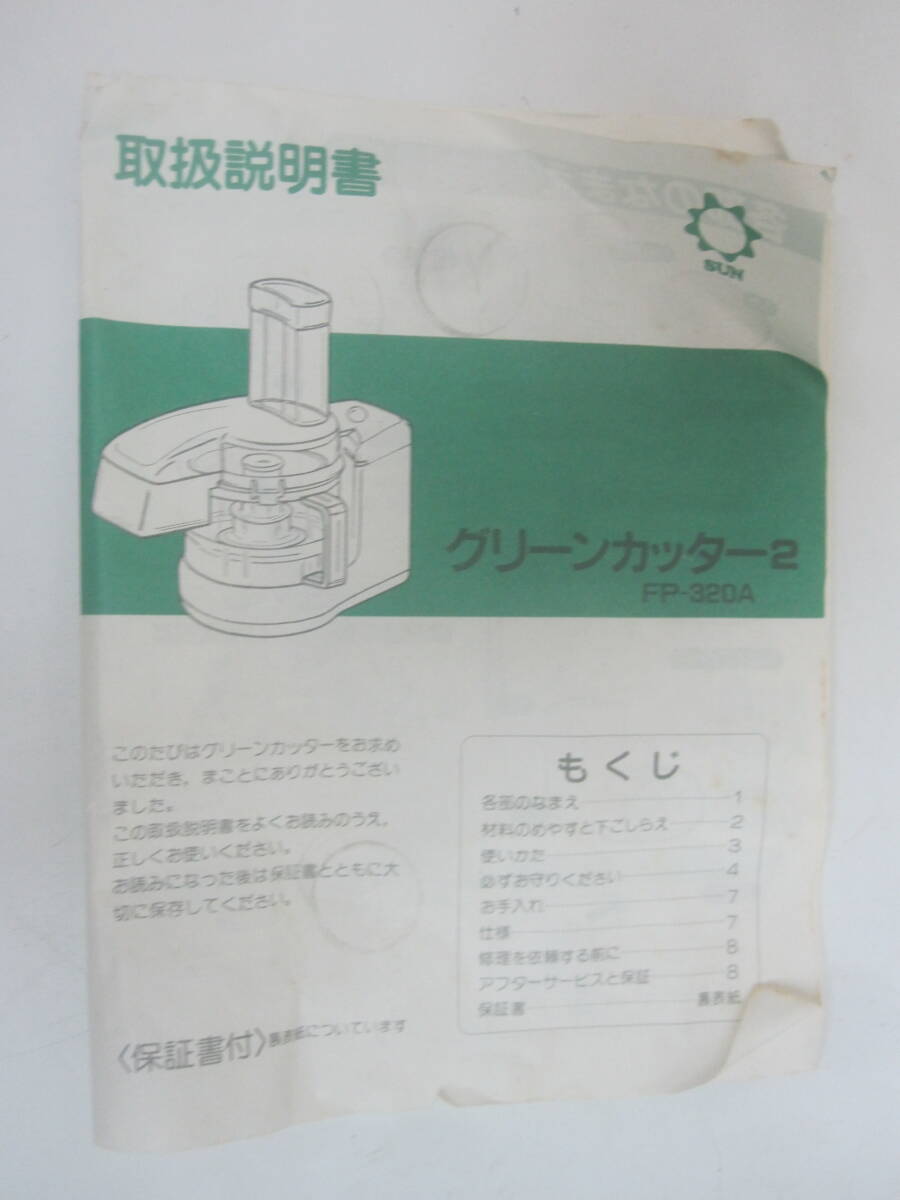 取扱説明書
SUN
グリーンカッター2
FP-320A
このたびはグリーンカッターをお求め
いただき、まことにありがとうござい
ました。
この取扱説明書をよくお読みのうえ、
正しくお使いください。
お読みになった後は保証書とともに大
切に保存してください。
〈保証書付〉裏表紙についています
もくじ
各部のなまえ 1
材料のめやすと下ごしらえ 2
使いかた 3
必ずお守りください 4
お手入れ 7
仕様 7
修理を依頼する前に 8
アフターサービスと保証 8
保証書 裏表紙